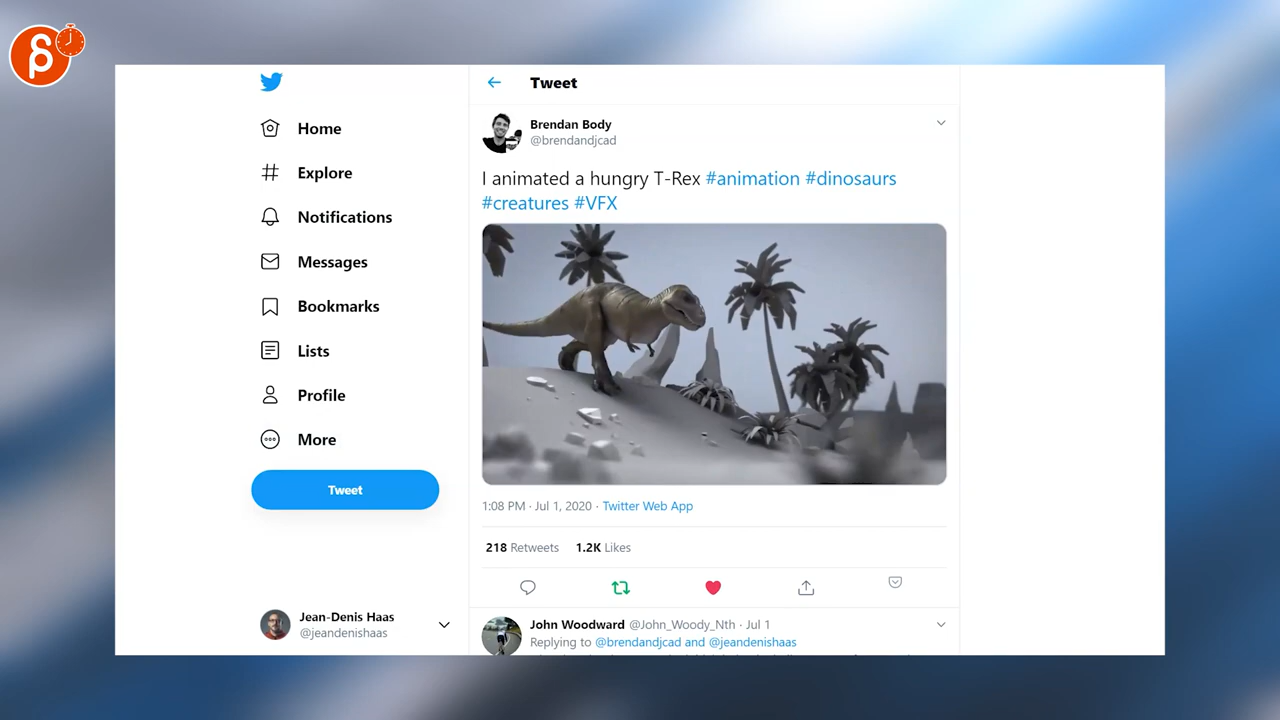 Home
Explore
Notifications
Messages
Bookmarks
Lists
Profile
More
Tweet
Jean-Denis Haas
@jeandenishaas
Tweet
Brendan Body
@brendandjcad
I animated a hungry T-Rex #animation #dinosaurs
#creatures #VFX
1:08 PM · Jul 1, 2020 · Twitter Web App
218 Retweets 1.2K Likes
John Woodward @John_Woody_Nth · Jul 1
Replying to @brendandjcad and @jeandenishaas